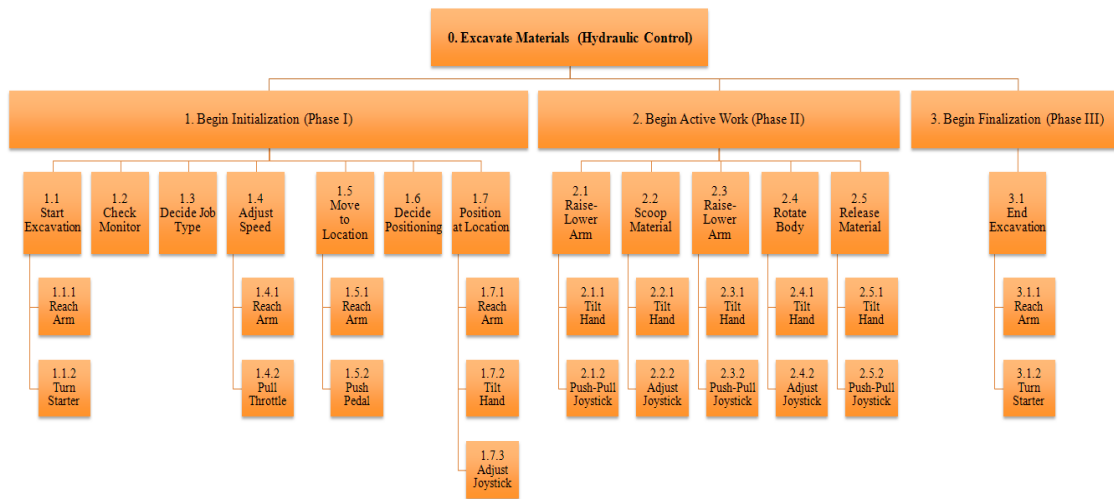 0. Excavate Materials (Hydraulic Control)
1. Begin Initialization (Phase I)
2. Begin Active Work (Phase II)
3. Begin Finalization (Phase III)
1.1
Start
Excavation
1.2
Check
Monitor
1.3
Decide Job
Type
1.4
Adjust
Speed
1.5
Move
to
Location
1.6
Decide
Positioning
1.7
Position
at Location
2.1
Raise-
Lower
Arm
2.2
Scoop
Material
2.3
Raise-
Lower
Arm
2.4
Rotate
Body
2.5
Release
Material
3.1
End
Excavation
1.1.1
Reach
Arm
1.4.1
Reach
Arm
1.5.1
Reach
Arm
1.7.1
Reach
Arm
2.1.1
Tilt
Hand
2.2.1
Tilt
Hand
2.3.1
Tilt
Hand
2.4.1
Tilt
Hand
2.5.1
Tilt
Hand
3.1.1
Reach
Arm
1.1.2
Turn
Starter
1.4.2
Pull
Throttle
1.5.2
Push
Pedal
1.7.2
Tilt
Hand
2.1.2
Push-Pull
Joystick
2.2.2
Adjust
Joystick
2.3.2
Push-Pull
Joystick
2.4.2
Adjust
Joystick
2.5.2
Push-Pull
Joystick
3.1.2
Turn
Starter
1.7.3
Adjust
Joystick